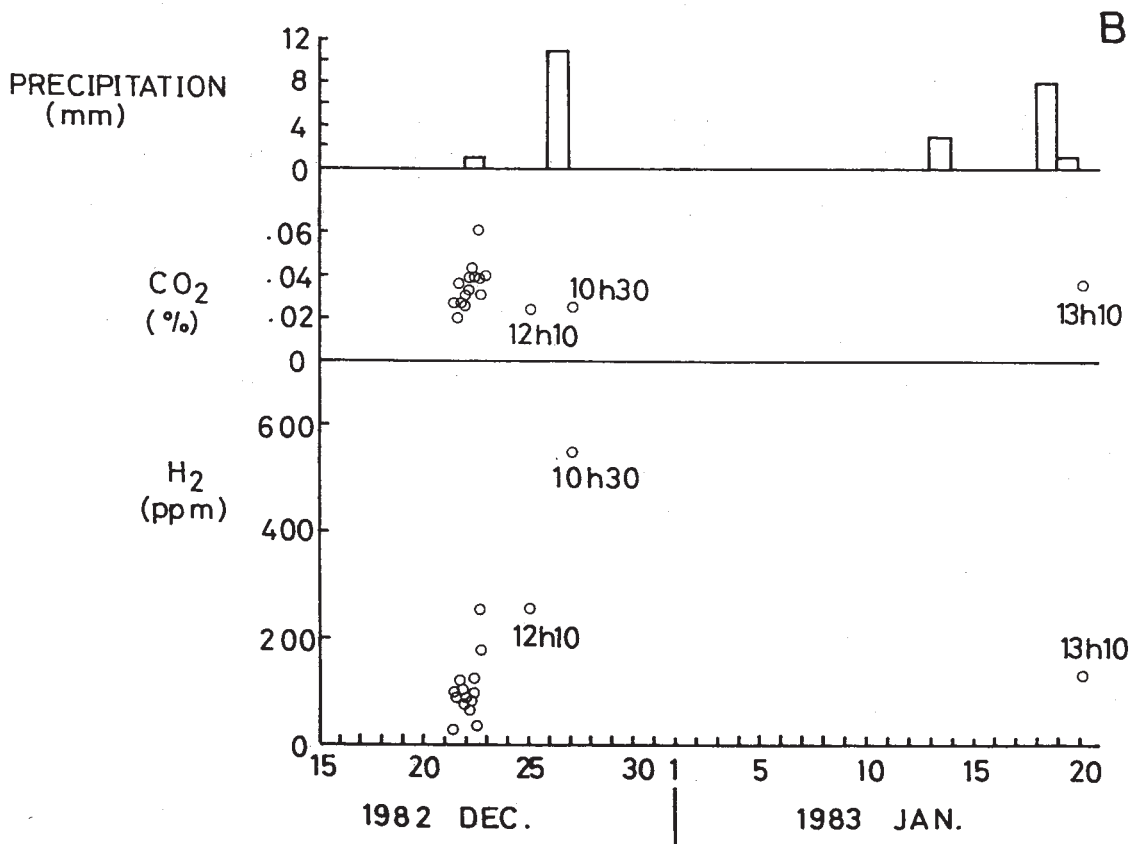 B
PRECIPITATION
(mm)
12
8
4
0
CO2
(%)
.06
.04
.02
0
10h30
12h10
13h10
H2
(ppm)
600
400
200
0
10h30
12h10
13h10
15 20 25 30 1 5 10 15 20
1982 DEC. 1983 JAN.